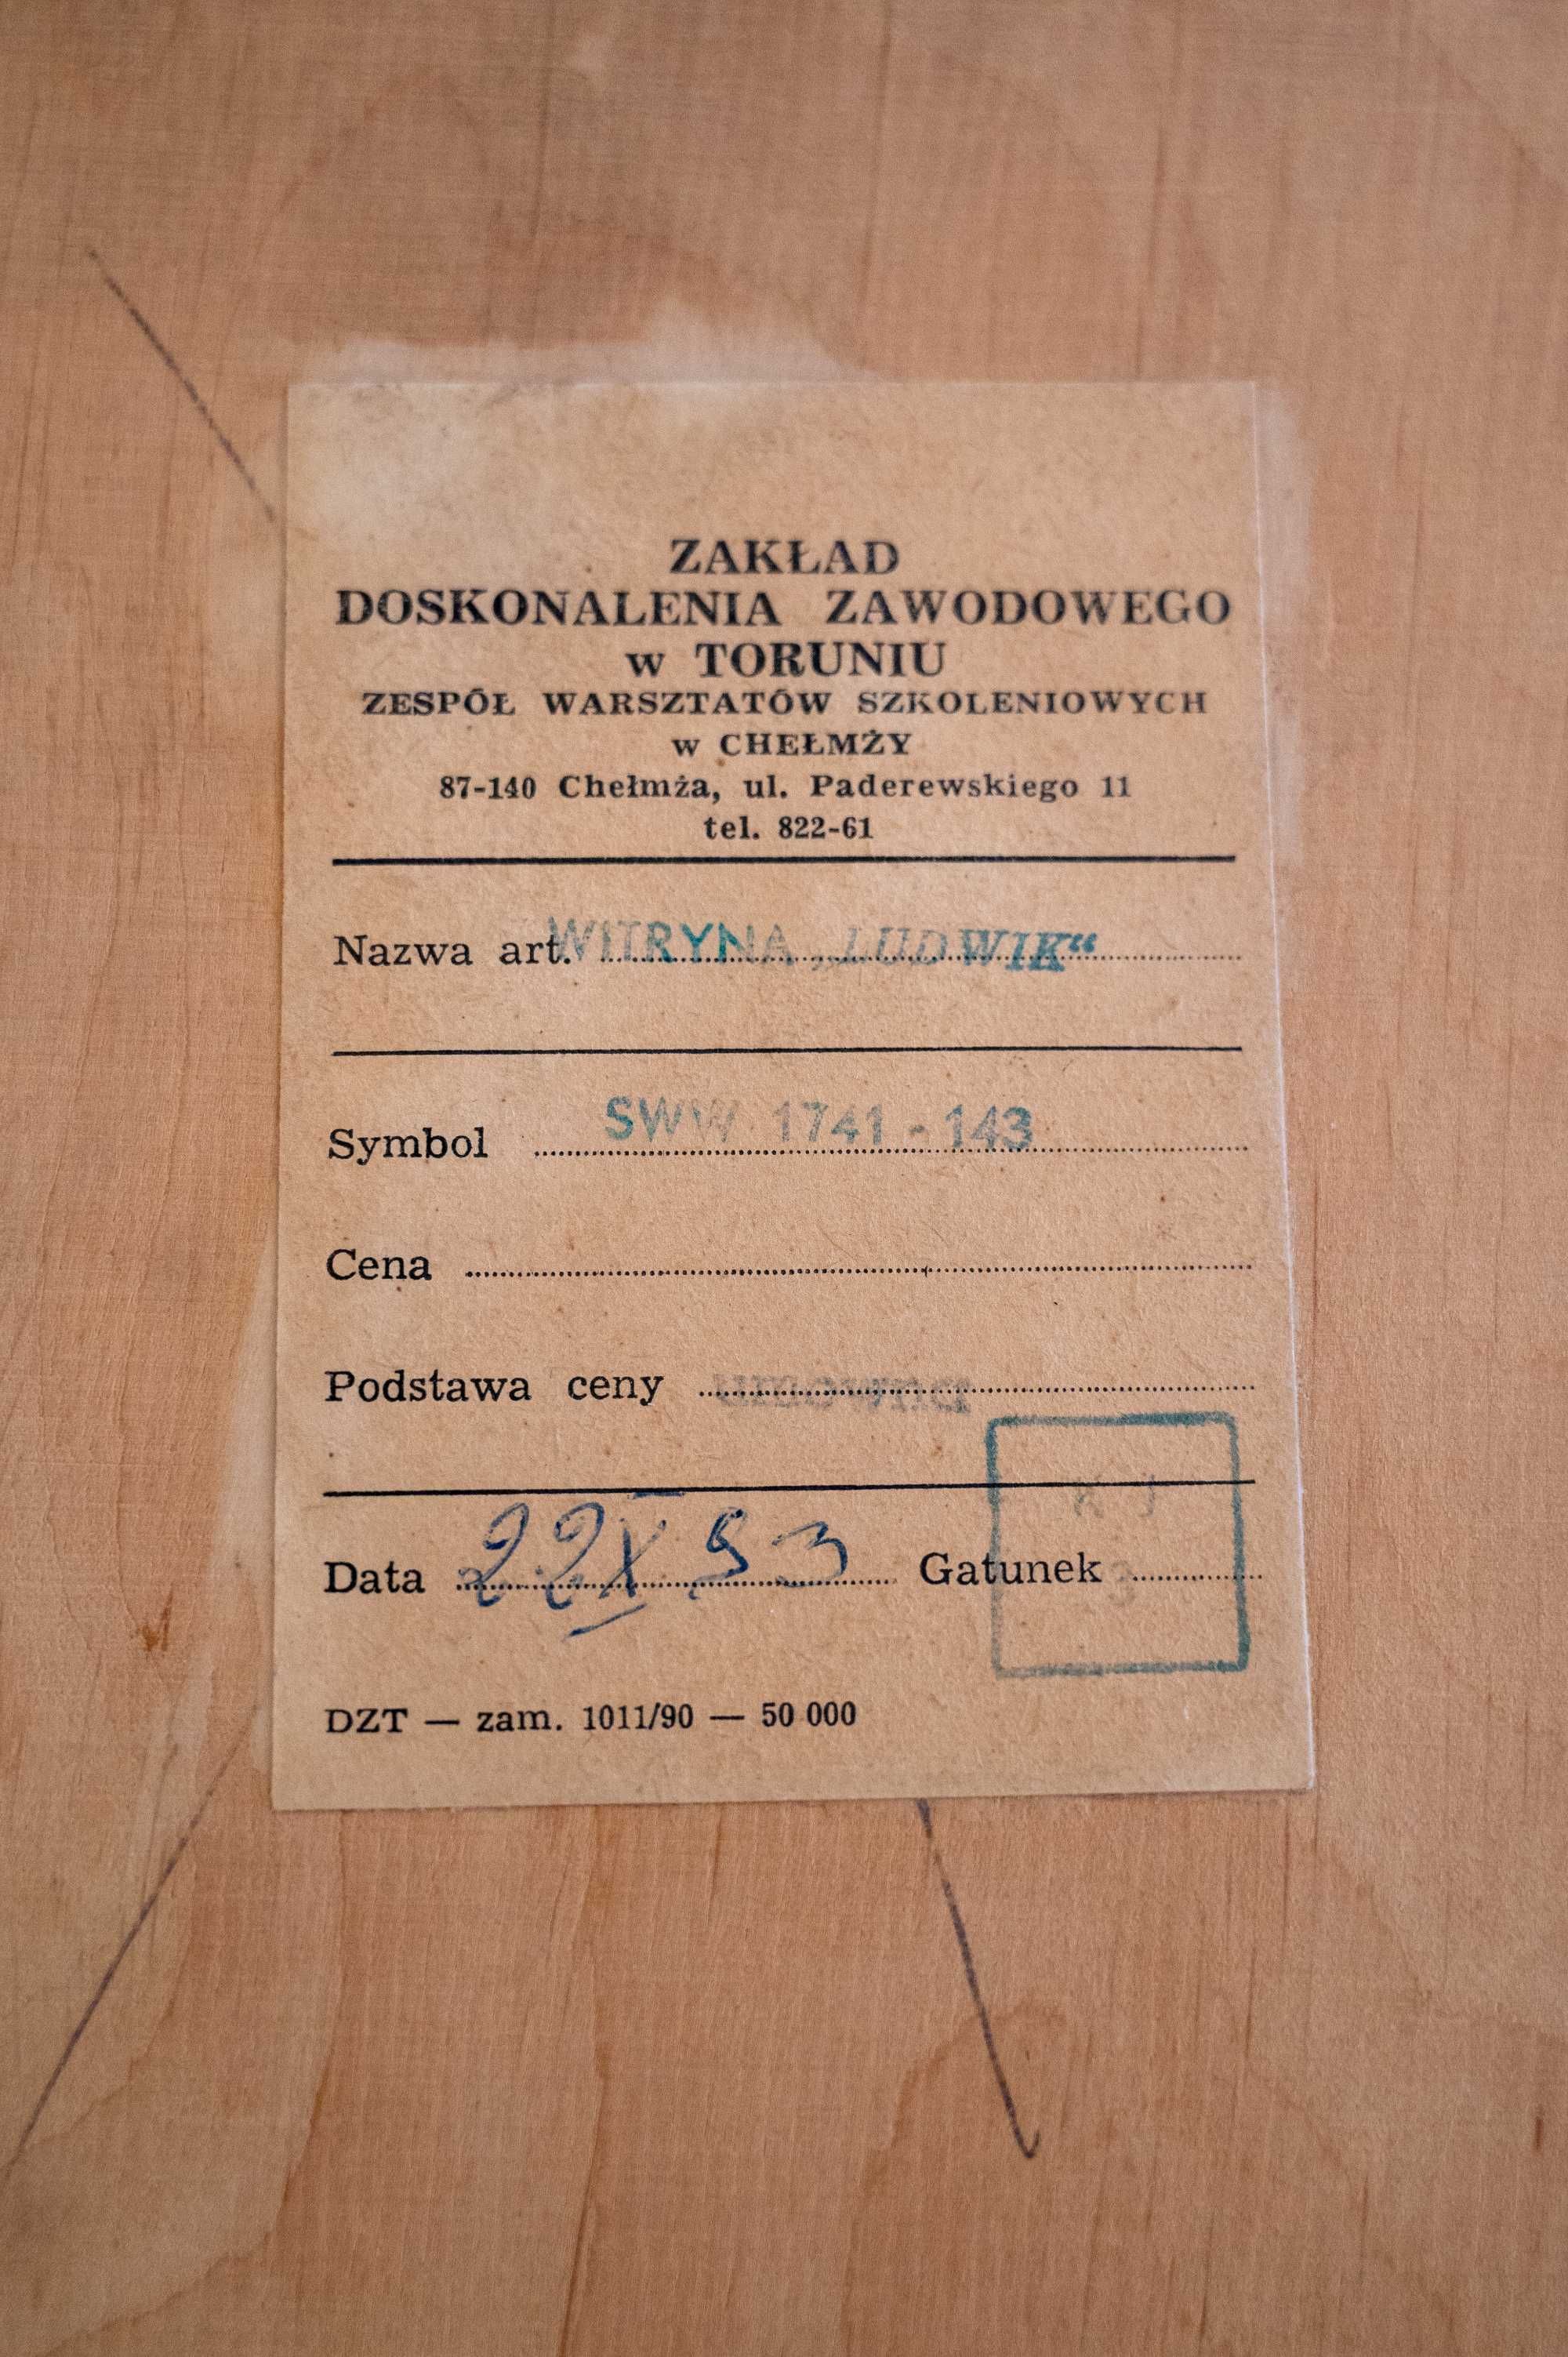 ZAKŁAD
DOSKONALENIA ZAWODOWEGO
w TORUNIU
ZESPÓŁ WARSZTATÓW SZKOLENIOWYCH
w CHEŁMŻY
87-140 Chełmża, ul. Paderewskiego 11
tel. 822-61
Nazwa art. WITRYNA „LUDWIK“
Symbol SWW 1741-143
Cena
Podstawa ceny umowna
K J
Data 22 X 93 Gatunek
DZT — zam. 1011/90 — 50 000